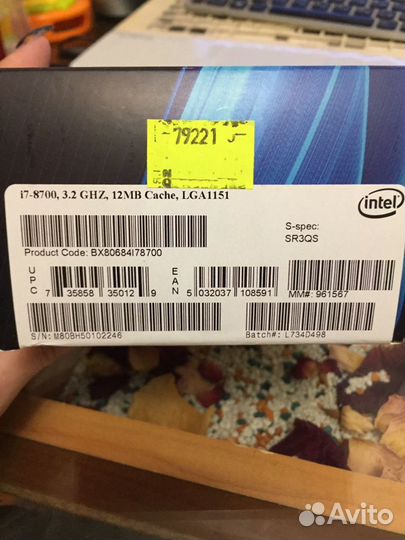 79221
i7-8700, 3.2 GHZ, 12MB Cache, LGA1151
intel
S-spec:
SR3QS
Product Code: BX80684I78700
UPC 7 35858 35012 9
EAN 5 032037 108591
MM#: 961567
S/N: M80BH50102246
Batch#: L734D498
Avito